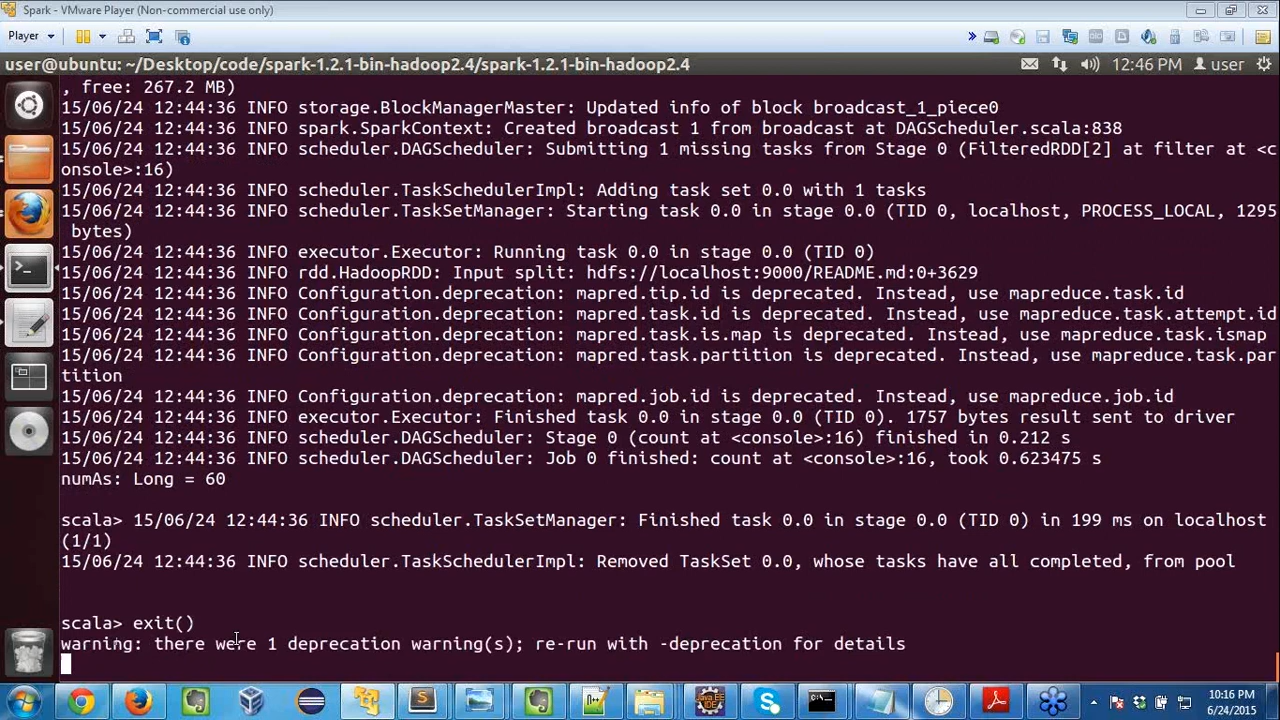 Spark - VMware Player (Non-commercial use only)
Player
user@ubuntu: ~/Desktop/code/spark-1.2.1-bin-hadoop2.4/spark-1.2.1-bin-hadoop2.4
12:46 PM
user
, free: 267.2 MB)
15/06/24 12:44:36 INFO storage.BlockManagerMaster: Updated info of block broadcast_1_piece0
15/06/24 12:44:36 INFO spark.SparkContext: Created broadcast 1 from broadcast at DAGScheduler.scala:838
15/06/24 12:44:36 INFO scheduler.DAGScheduler: Submitting 1 missing tasks from Stage 0 (FilteredRDD[2] at filter at <c
onsole>:16)
15/06/24 12:44:36 INFO scheduler.TaskSchedulerImpl: Adding task set 0.0 with 1 tasks
15/06/24 12:44:36 INFO scheduler.TaskSetManager: Starting task 0.0 in stage 0.0 (TID 0, localhost, PROCESS_LOCAL, 1295
bytes)
15/06/24 12:44:36 INFO executor.Executor: Running task 0.0 in stage 0.0 (TID 0)
15/06/24 12:44:36 INFO rdd.HadoopRDD: Input split: hdfs://localhost:9000/README.md:0+3629
15/06/24 12:44:36 INFO Configuration.deprecation: mapred.tip.id is deprecated. Instead, use mapreduce.task.id
15/06/24 12:44:36 INFO Configuration.deprecation: mapred.task.id is deprecated. Instead, use mapreduce.task.attempt.id
15/06/24 12:44:36 INFO Configuration.deprecation: mapred.task.is.map is deprecated. Instead, use mapreduce.task.ismap
15/06/24 12:44:36 INFO Configuration.deprecation: mapred.task.partition is deprecated. Instead, use mapreduce.task.par
tition
15/06/24 12:44:36 INFO Configuration.deprecation: mapred.job.id is deprecated. Instead, use mapreduce.job.id
15/06/24 12:44:36 INFO executor.Executor: Finished task 0.0 in stage 0.0 (TID 0). 1757 bytes result sent to driver
15/06/24 12:44:36 INFO scheduler.DAGScheduler: Stage 0 (count at <console>:16) finished in 0.212 s
15/06/24 12:44:36 INFO scheduler.DAGScheduler: Job 0 finished: count at <console>:16, took 0.623475 s
numAs: Long = 60
scala> 15/06/24 12:44:36 INFO scheduler.TaskSetManager: Finished task 0.0 in stage 0.0 (TID 0) in 199 ms on localhost
(1/1)
15/06/24 12:44:36 INFO scheduler.TaskSchedulerImpl: Removed TaskSet 0.0, whose tasks have all completed, from pool
scala> exit()
warning: there were 1 deprecation warning(s); re-run with -deprecation for details
10:16 PM
6/24/2015